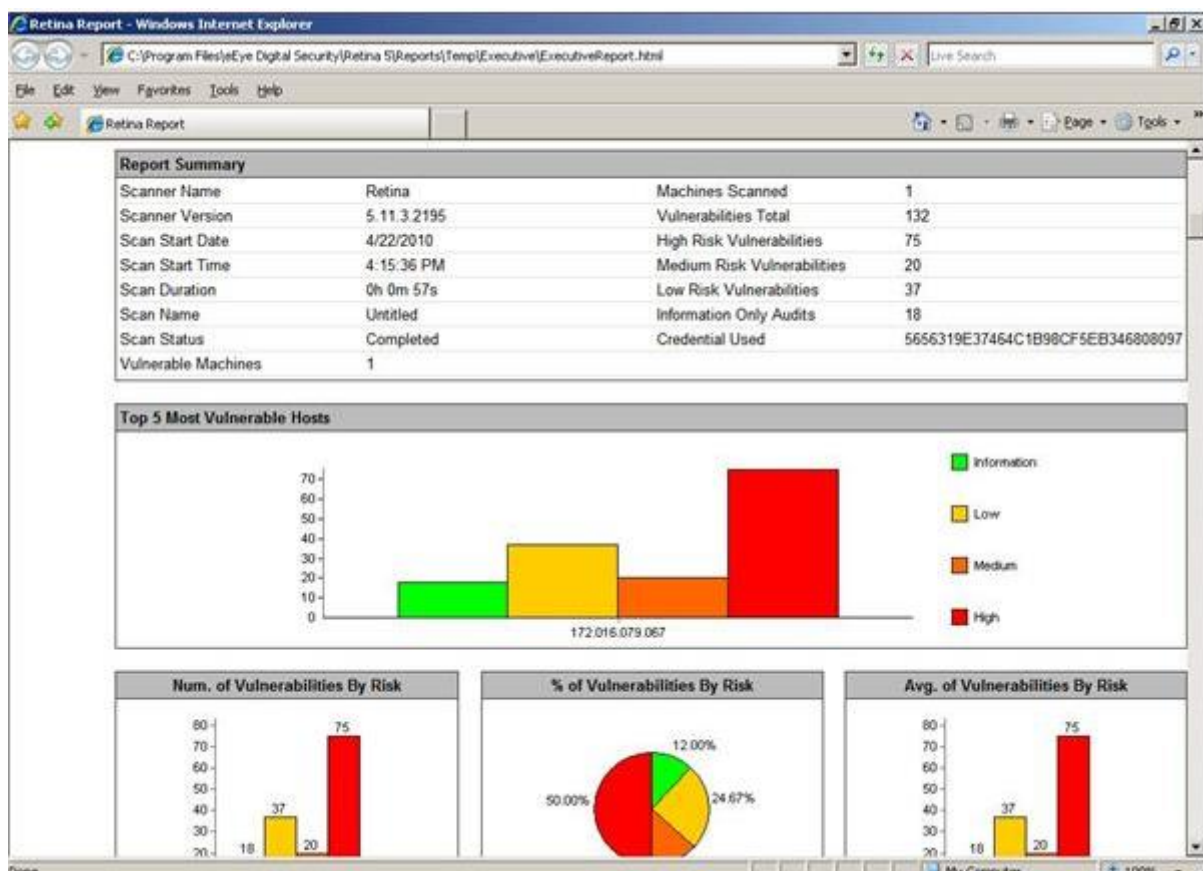 Retina Report - Windows Internet Explorer
C:\Program Files\eEye Digital Security\Retina 5\Reports\Temp\Executive\ExecutiveReport.html
Live Search
File Edit View Favorites Tools Help
Retina Report
Page Tools
Report Summary
Scanner Name Retina Machines Scanned 1
Scanner Version 5.11.3.2195 Vulnerabilities Total 132
Scan Start Date 4/22/2010 High Risk Vulnerabilities 75
Scan Start Time 4:15:36 PM Medium Risk Vulnerabilities 20
Scan Duration 0h 0m 57s Low Risk Vulnerabilities 37
Scan Name Untitled Information Only Audits 18
Scan Status Completed Credential Used 5656319E37464C1B98CF5EB346808097
Vulnerable Machines 1
Top 5 Most Vulnerable Hosts
70
60
50
40
30
20
10
0
172.016.079.067
Information
Low
Medium
High
Num. of Vulnerabilities By Risk
80
70
60
50
40
30
20
18
37
20
75
% of Vulnerabilities By Risk
12.00%
24.67%
50.00%
Avg. of Vulnerabilities By Risk
80
70
60
50
40
30
20
18
37
20
75